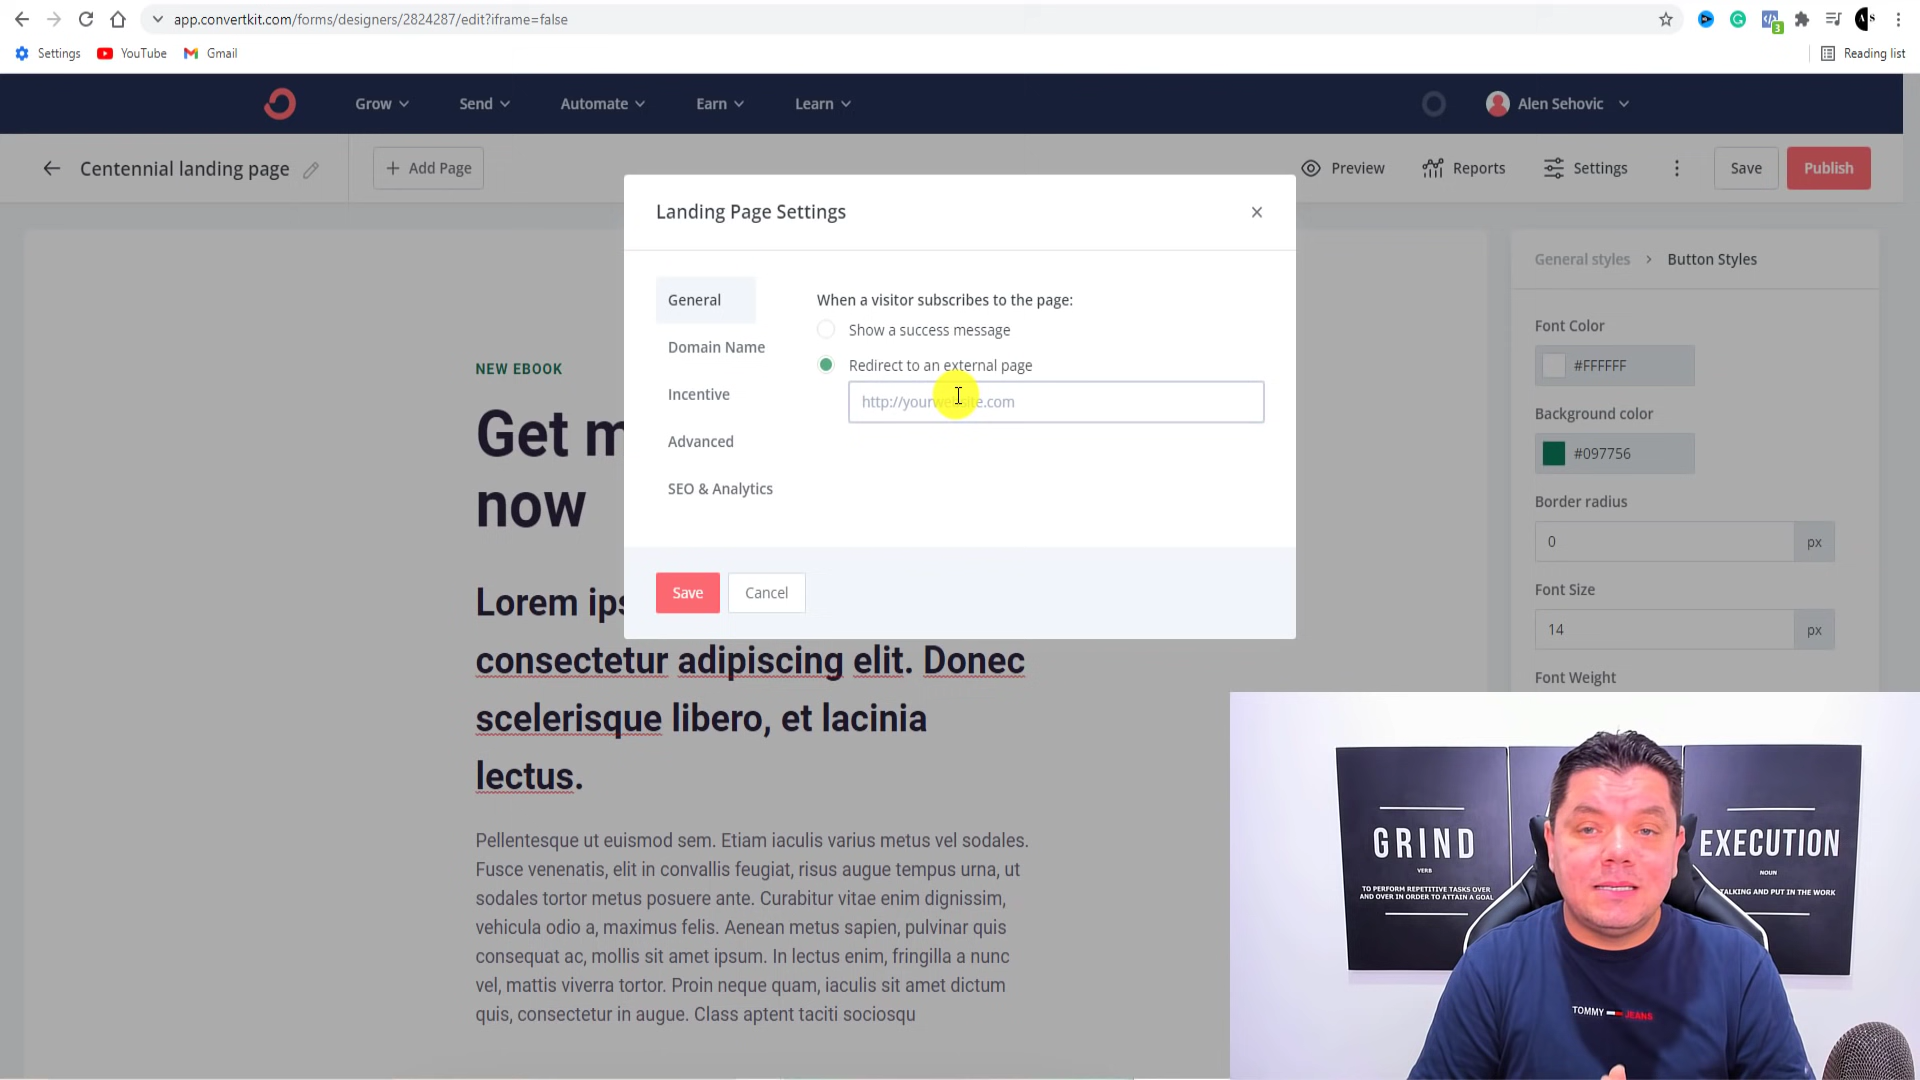 app.convertkit.com/forms/designers/2824287/edit?iframe=false
3
AS
Settings
YouTube
Gmail
Reading list
Grow
Send
Automate
Earn
Learn
Alen Sehovic
Centennial landing page
+ Add Page
Preview
Reports
Settings
Save
Publish
Landing Page Settings
×
General
Domain Name
Incentive
Advanced
SEO & Analytics
When a visitor subscribes to the page:
Show a success message
Redirect to an external page
http://yourwebsite.com
Save
Cancel
General styles > Button Styles
Font Color
#FFFFFF
Background color
#097756
Border radius
0 px
Font Size
14 px
Font Weight
NEW EBOOK
Get m
now
Lorem ips
consectetur adipiscing elit. Donec
scelerisque libero, et lacinia
lectus.
Pellentesque ut euismod sem. Etiam iaculis varius metus vel sodales.
Fusce venenatis, elit in convallis feugiat, risus augue tempus urna, ut
sodales tortor metus posuere ante. Curabitur vitae enim dignissim,
vehicula odio a, maximus felis. Aenean metus sapien, pulvinar quis
consequat ac, mollis sit amet ipsum. In lectus enim, fringilla a nunc
vel, mattis viverra tortor. Proin neque quam, iaculis sit amet dictum
quis, consectetur in augue. Class aptent taciti sociosqu
GRIND
VERB
TO PERFORM REPETITIVE TASKS OVER
AND OVER IN ORDER TO ATTAIN A GOAL
EXECUTION
NOUN
TALKING AND PUT IN THE WORK
TOMMY JEANS